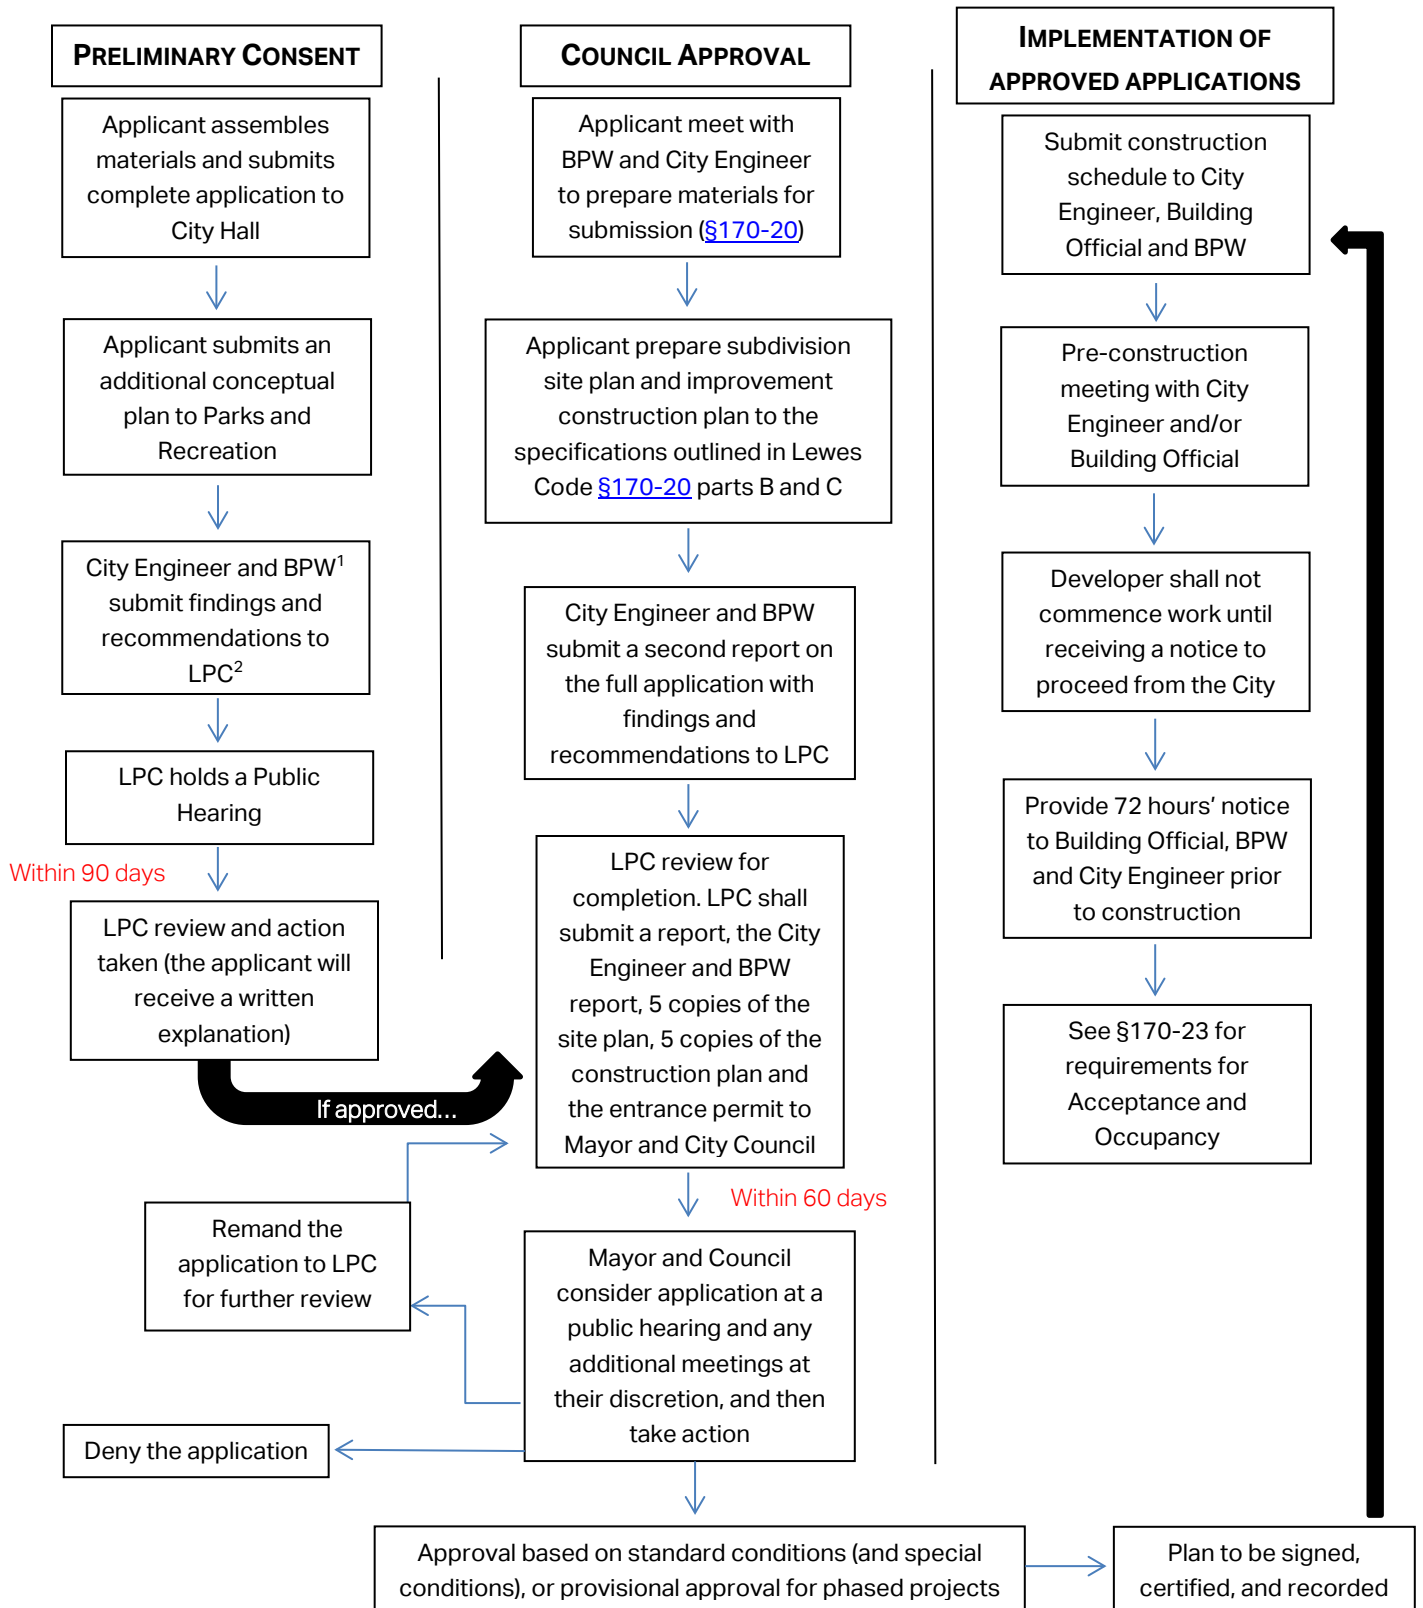 PRELIMINARY CONSENT
Applicant assembles
materials and submits
complete application to
City Hall
Applicant submits an
additional conceptual
plan to Parks and
Recreation
City Engineer and BPW1
submit findings and
recommendations to
LPC2
LPC holds a Public
Hearing
Within 90 days
LPC review and action
taken (the applicant will
receive a written
explanation)
If approved...
COUNCIL APPROVAL
Applicant meet with
BPW and City Engineer
to prepare materials for
submission (§170-20)
Applicant prepare subdivision
site plan and improvement
construction plan to the
specifications outlined in Lewes
Code §170-20 parts B and C
City Engineer and BPW
submit a second report on
the full application with
findings and
recommendations to LPC
LPC review for
completion. LPC shall
submit a report, the City
Engineer and BPW
report, 5 copies of the
site plan, 5 copies of the
construction plan and
the entrance permit to
Mayor and City Council
Within 60 days
Mayor and Council
consider application at a
public hearing and any
additional meetings at
their discretion, and then
take action
Remand the
application to LPC
for further review
Deny the application
Approval based on standard conditions (and special
conditions), or provisional approval for phased projects
Plan to be signed,
certified, and recorded
IMPLEMENTATION OF
APPROVED APPLICATIONS
Submit construction
schedule to City
Engineer, Building
Official and BPW
Pre-construction
meeting with City
Engineer and/or
Building Official
Developer shall not
commence work until
receiving a notice to
proceed from the City
Provide 72 hours’ notice
to Building Official, BPW
and City Engineer prior
to construction
See §170-23 for
requirements for
Acceptance and
Occupancy